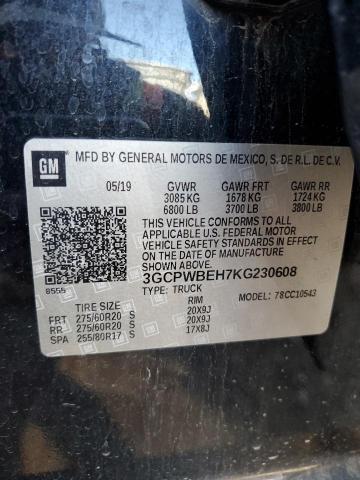 GM
MFD BY GENERAL MOTORS DE MEXICO, S. DE R.L. DE C.V.
05/19 GVWR GAWR FRT GAWR RR
3085 KG 1678 KG 1724 KG
6800 LB 3700 LB 3800 LB
THIS VEHICLE CONFORMS TO ALL
APPLICABLE U.S. FEDERAL MOTOR
VEHICLE SAFETY STANDARDS IN EFFECT ON THE
DATE OF MANUFACTURE SHOWN ABOVE.
8555 3GCPWBEH7KG230608
TYPE: TRUCK 78CC10543
TIRE SIZE RIM
FRT 275/60R20 S 20X9J
RR 275/60R20 S 20X9J
SPA 255/80R17 S 17X8J